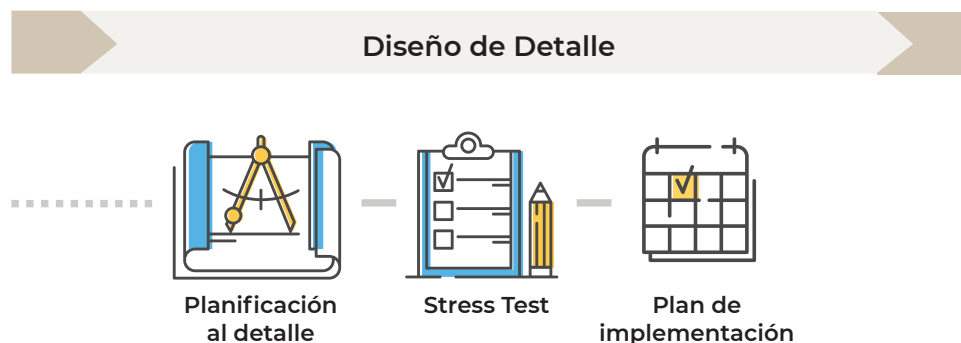 Diseño de Detalle
Planificación
al detalle
Stress Test
Plan de
implementación